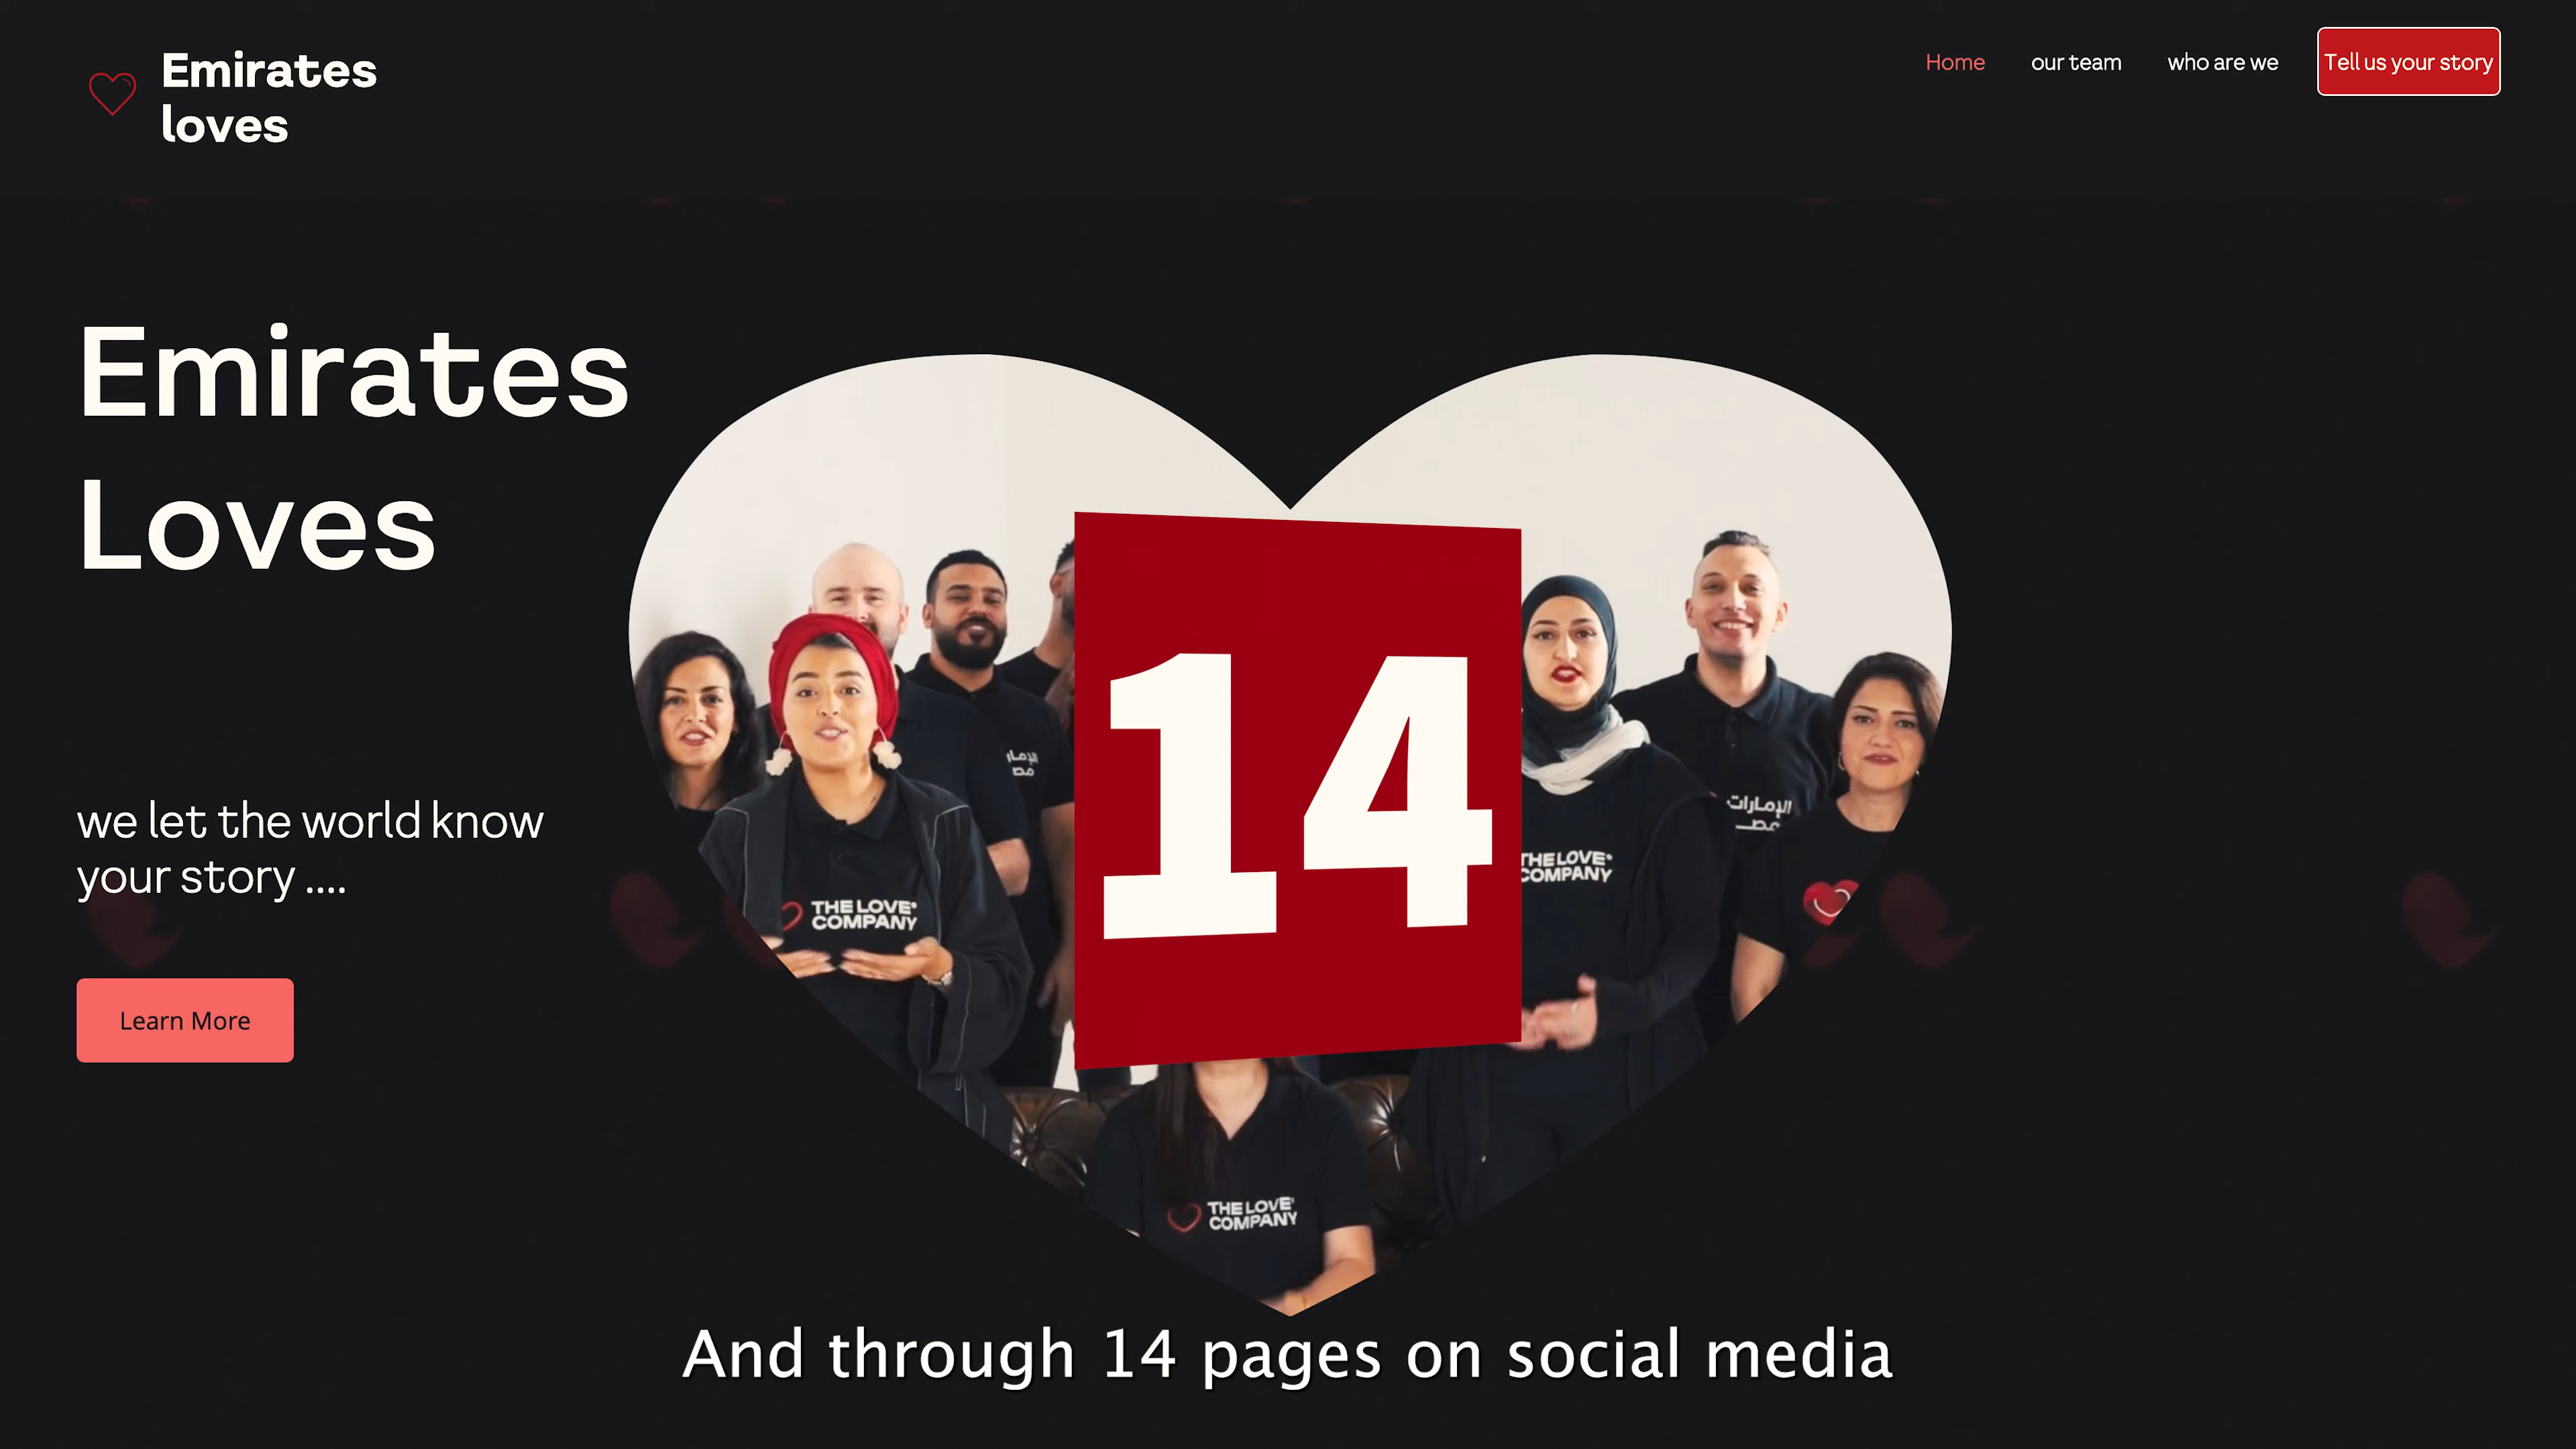 Emirates
loves
Home
our team
who are we
Tell us your story
Emirates
Loves
we let the world know
your story ....
Learn More
14
THE LOVE
COMPANY
THE LOVE
COMPANY
الإمارات
THE LOVE
COMPANY
And through 14 pages on social media